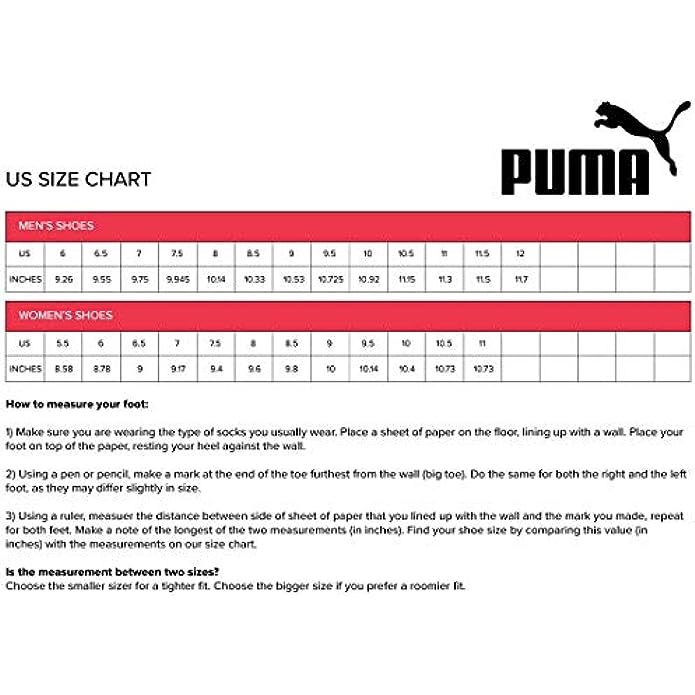 PUMA
US SIZE CHART
MEN'S SHOES
US 6 6.5 7 7.5 8 8.5 9 9.5 10 10.5 11 11.5 12
INCHES 9.26 9.55 9.75 9.945 10.14 10.33 10.53 10.725 10.92 11.15 11.3 11.5 11.7
WOMEN'S SHOES
US 5.5 6 6.5 7 7.5 8 8.5 9 9.5 10 10.5 11
INCHES 8.58 8.78 9 9.17 9.4 9.6 9.8 10 10.14 10.4 10.73 10.73
How to measure your foot:
1) Make sure you are wearing the type of socks you usually wear. Place a sheet of paper on the floor, lining up with a wall. Place your
foot on top of the paper, resting your heel against the wall.
2) Using a pen or pencil, make a mark at the end of the toe furthest from the wall (big toe). Do the same for both the right and the left
foot, as they may differ slightly in size.
3) Using a ruler, measuer the distance between side of sheet of paper that you lined up with the wall and the mark you made, repeat
for both feet. Make a note of the longest of the two measurements (in inches). Find your shoe size by comparing this value (in
inches) with the measurements on our size chart.
Is the measurement between two sizes?
Choose the smaller sizer for a tighter fit. Choose the bigger size if you prefer a roomier fit.